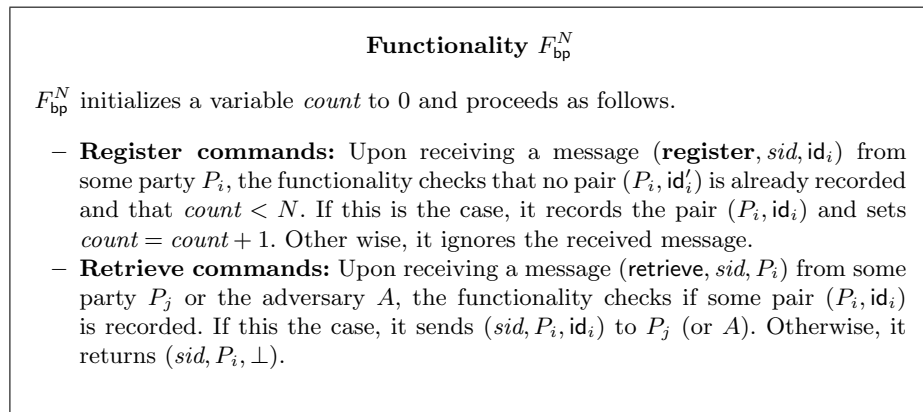 Functionality F_bp^N
F_bp^N initializes a variable count to 0 and proceeds as follows.
– Register commands: Upon receiving a message (register, sid, id_i) from
some party P_i, the functionality checks that no pair (P_i, id'_i) is already recorded
and that count < N. If this is the case, it records the pair (P_i, id_i) and sets
count = count + 1. Other wise, it ignores the received message.
– Retrieve commands: Upon receiving a message (retrieve, sid, P_i) from some
party P_j or the adversary A, the functionality checks if some pair (P_i, id_i)
is recorded. If this the case, it sends (sid, P_i, id_i) to P_j (or A). Otherwise, it
returns (sid, P_i, ⊥).